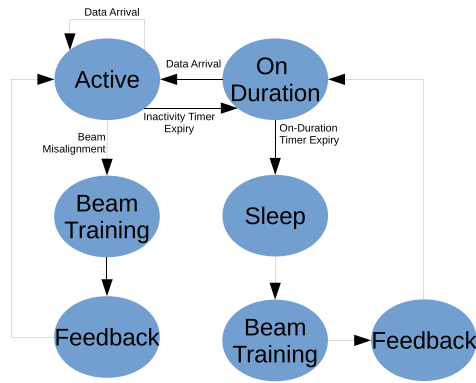 Data Arrival
Active
Data Arrival
On
Duration
Inactivity Timer
Expiry
Beam
Misalignment
On-Duration
Timer Expiry
Beam
Training
Sleep
Feedback
Beam
Training
Feedback